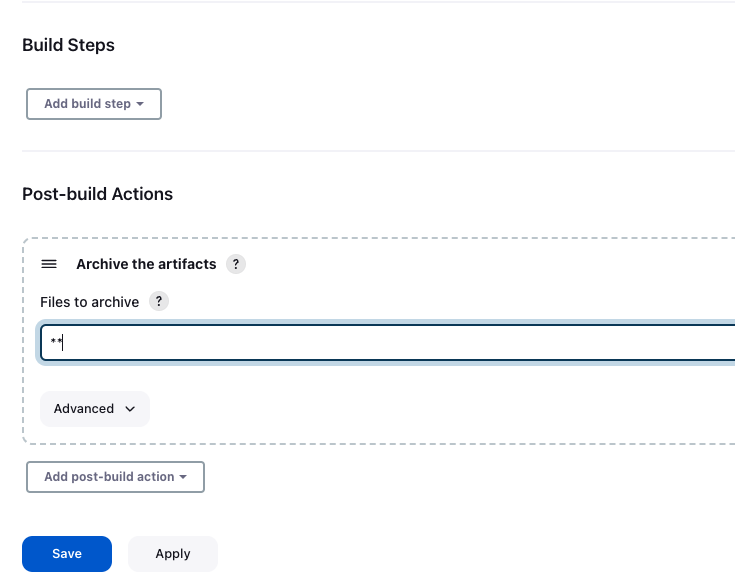 Build Steps
Add build step
Post-build Actions
Archive the artifacts ?
Files to archive ?
**
Advanced
Add post-build action
Save Apply